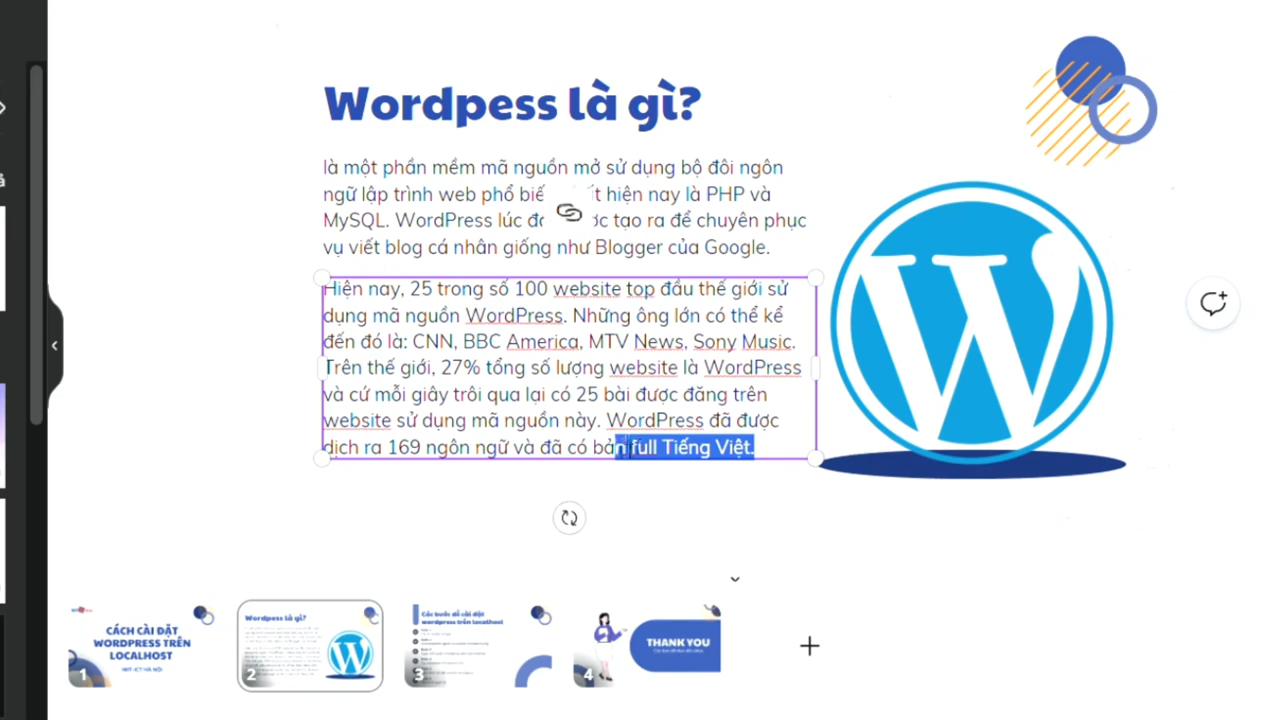 Wordpess là gì?
là một phần mềm mã nguồn mở sử dụng bộ đôi ngôn
ngữ lập trình web phổ hiện nay là PHP và
MySQL. WordPress lúc tạo ra để chuyên phục
vụ viết blog cá nhân giống như Blogger của Google.
Hiện nay, 25 trong số 100 website top đầu thế giới sử
dụng mã nguồn WordPress. Những ông lớn có thể kể
đến đó là: CNN, BBC America, MTV News, Sony Music.
Trên thế giới, 27% tổng số lượng website là WordPress
và cứ mỗi giây trôi qua lại có 25 bài được đăng trên
website sử dụng mã nguồn này. WordPress đã được
dịch ra 169 ngôn ngữ và đã có bản full Tiếng Việt.
CÁCH CÀI ĐẶT
WORDPRESS TRÊN
LOCALHOST
1
Wordpess là gì?
2
Các bước để cài đặt
wordpress trên localhost
3
THANK YOU
4